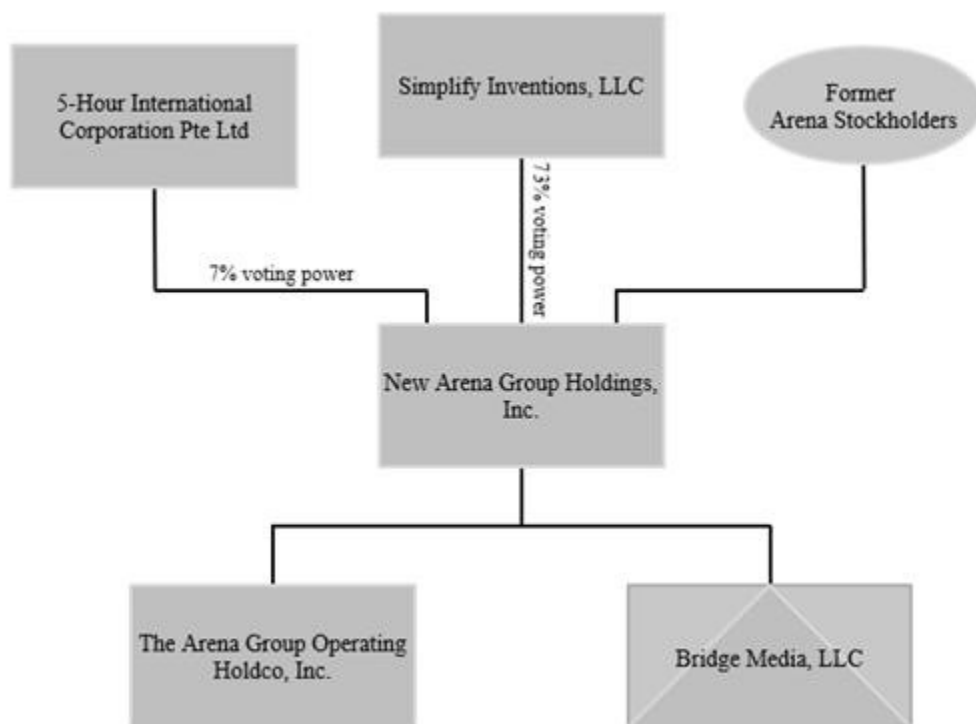 5-Hour International
Corporation Pte Ltd
Simplify Inventions, LLC
Former
Arena Stockholders
7% voting power
73% voting power
New Arena Group Holdings,
Inc.
The Arena Group Operating
Holdco, Inc.
Bridge Media, LLC